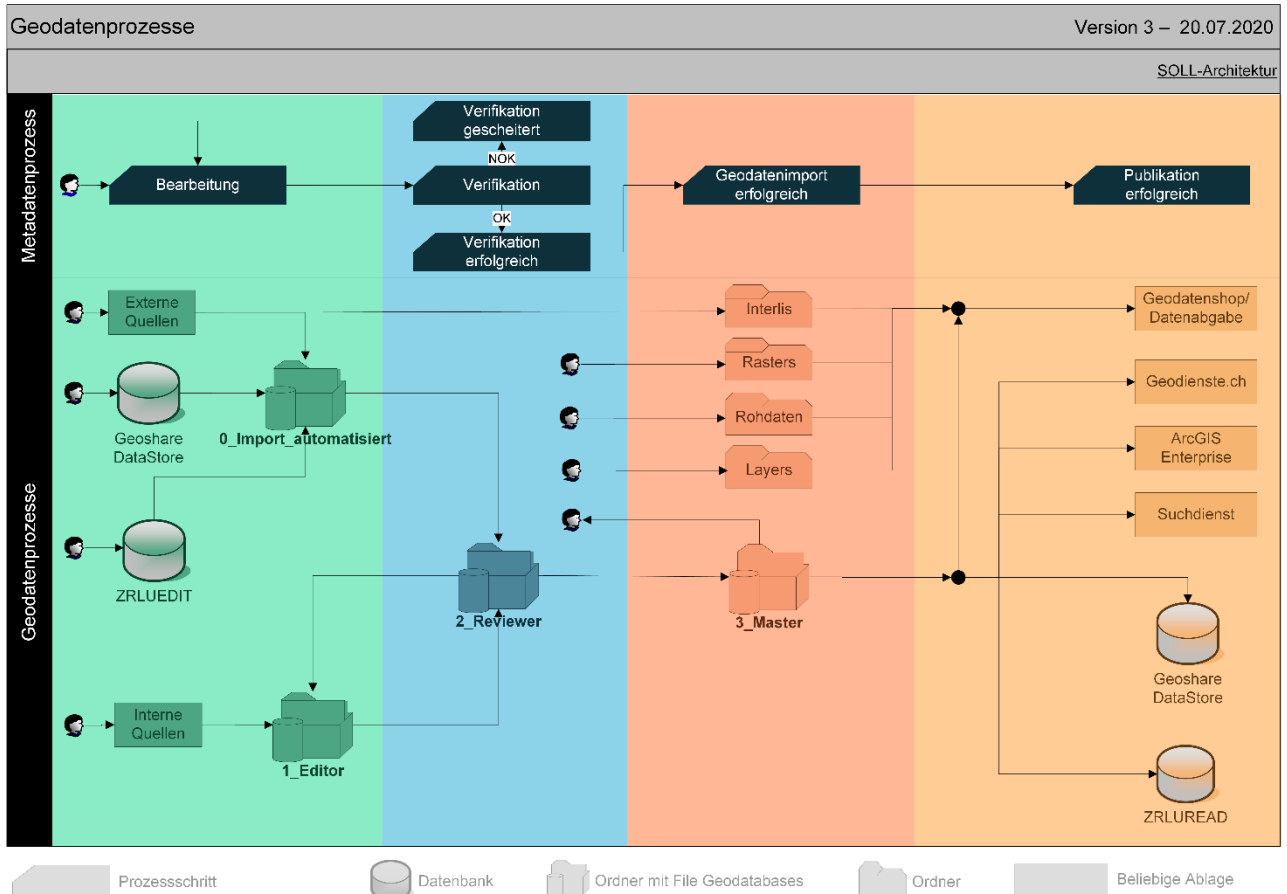 Geodatenprozesse
Version 3 – 20.07.2020
SOLL-Architektur
Metadatenprozess
Verifikation
gescheitert
NOK
Bearbeitung
Verifikation
Geodatenimport
erfolgreich
Publikation
erfolgreich
OK
Verifikation
erfolgreich
Geodatenprozesse
Externe
Quellen
Interlis
Geodatenshop/
Datenabgabe
Rasters
Geodienste.ch
Rohdaten
Geoshare
DataStore
0_Import_automatisiert
ArcGIS
Enterprise
Layers
Suchdienst
ZRLUEDIT
2_Reviewer
3_Master
Geoshare
DataStore
Interne
Quellen
1_Editor
ZRLUREAD
Prozessschritt
Datenbank
Ordner mit File Geodatabases
Ordner
Beliebige Ablage